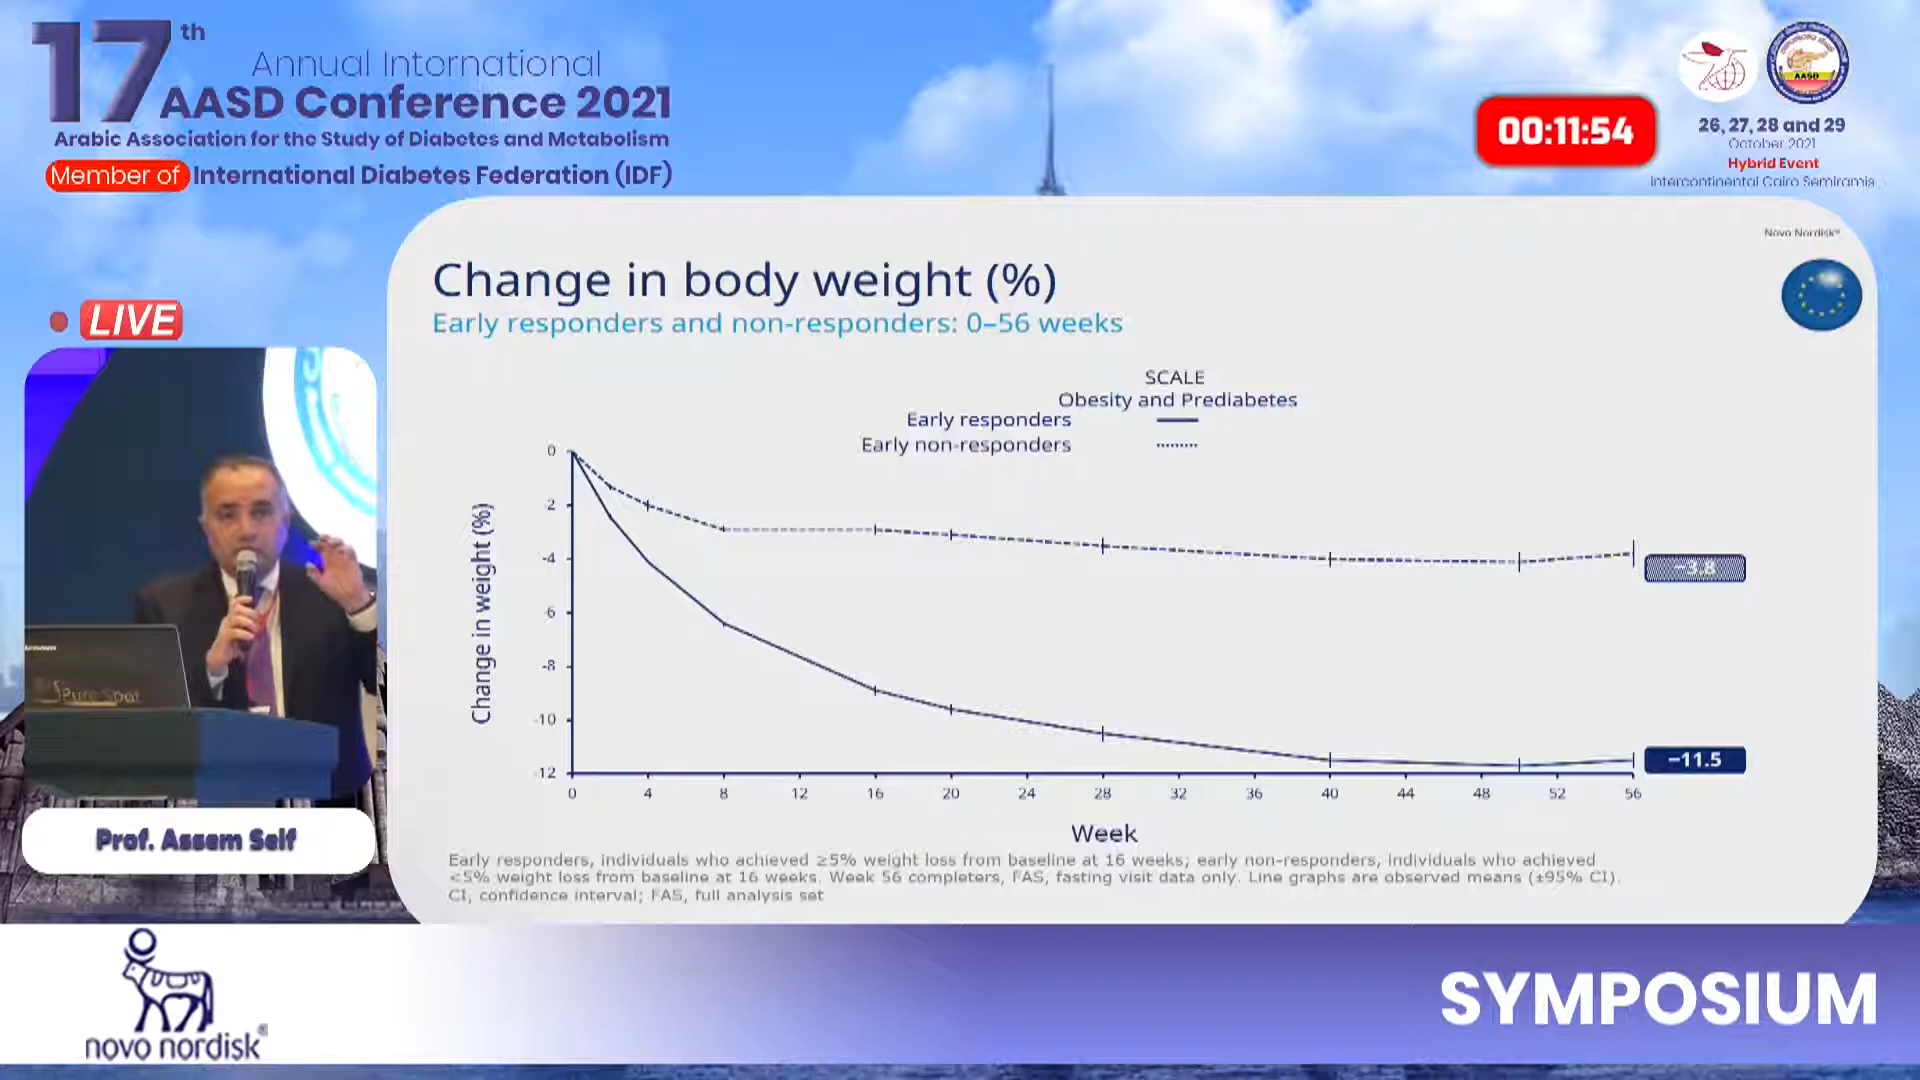 17th
Annual International
AASD Conference 2021
Arabic Association for the Study of Diabetes and Metabolism
Member of International Diabetes Federation (IDF)
00:11:54
AASD
26, 27, 28 and 29
October 2021
Hybrid Event
Intercontinental Cairo Semiramis
Novo Nordisk
Change in body weight (%)
Early responders and non-responders: 0–56 weeks
LIVE
SCALE
Obesity and Prediabetes
Early responders
Early non-responders
Change in weight (%)
0
-2
-4
-6
-8
-10
-12
−3.8
−11.5
0 4 8 12 16 20 24 28 32 36 40 44 48 52 56
Week
Early responders, individuals who achieved ≥5% weight loss from baseline at 16 weeks; early non-responders, individuals who achieved
<5% weight loss from baseline at 16 weeks. Week 56 completers, FAS, fasting visit data only. Line graphs are observed means (±95% CI).
CI, confidence interval; FAS, full analysis set
Pure Spot
Prof. Assem Seif
novo nordisk®
SYMPOSIUM